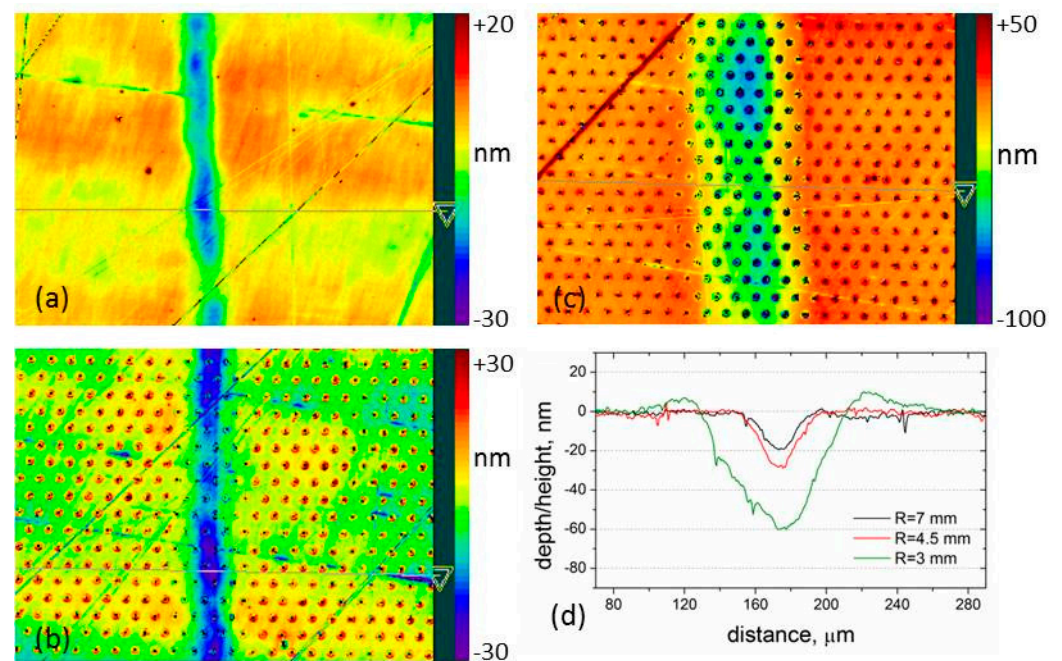 +20
nm
-30
(a)
+50
nm
-100
(c)
+30
nm
-30
(b)
20
0
-20
-40
-60
-80
depth/height, nm
R=7 mm
R=4.5 mm
R=3 mm
80 120 160 200 240 280
distance, μm
(d)